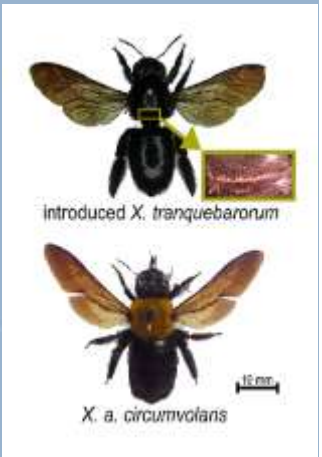 introduced X. tranquebarorum
10 mm
X. a. circumvolans